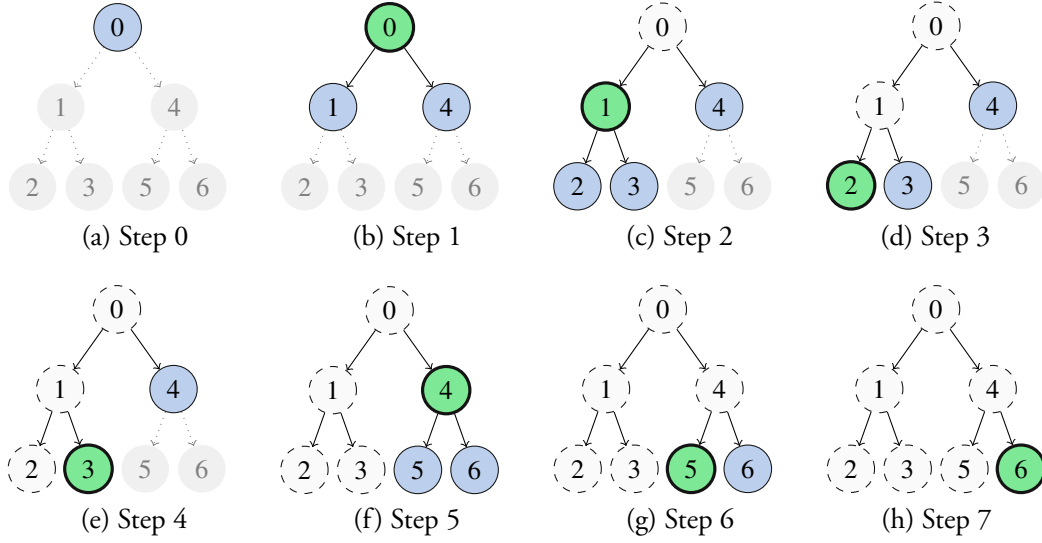 0 0 0 0
1 4 1 4 1 4 1 4
2 3 5 6 2 3 5 6 2 3 5 6 2 3 5 6
(a) Step 0 (b) Step 1 (c) Step 2 (d) Step 3
0 0 0 0
1 4 1 4 1 4 1 4
2 3 5 6 2 3 5 6 2 3 5 6 2 3 5 6
(e) Step 4 (f) Step 5 (g) Step 6 (h) Step 7